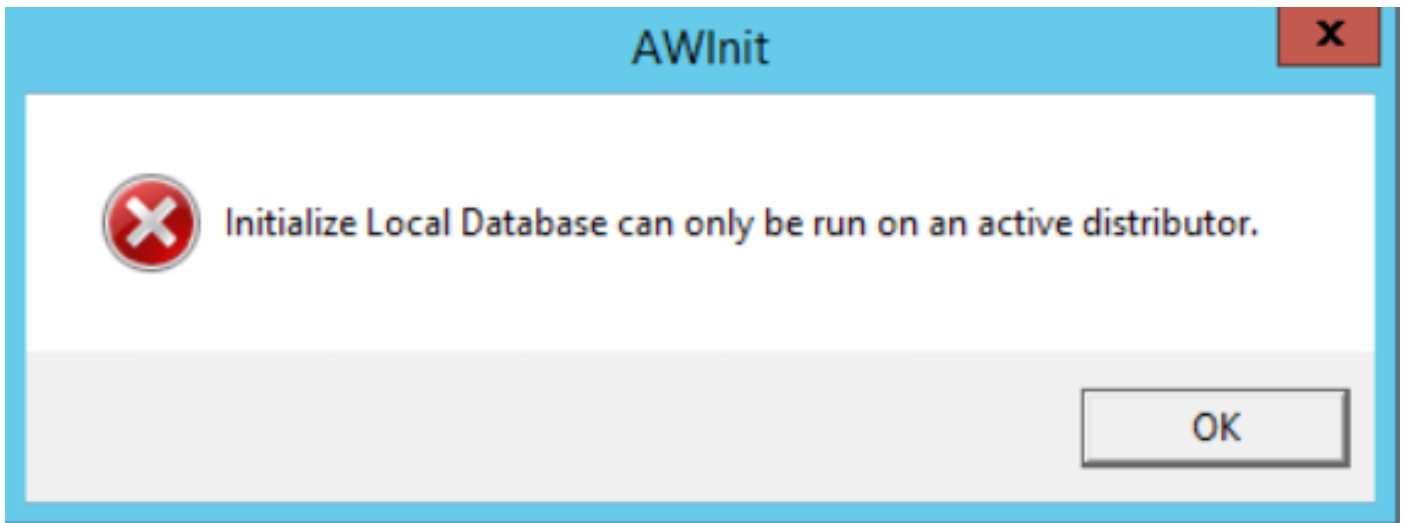 AWInit
x
Initialize Local Database can only be run on an active distributor.
OK